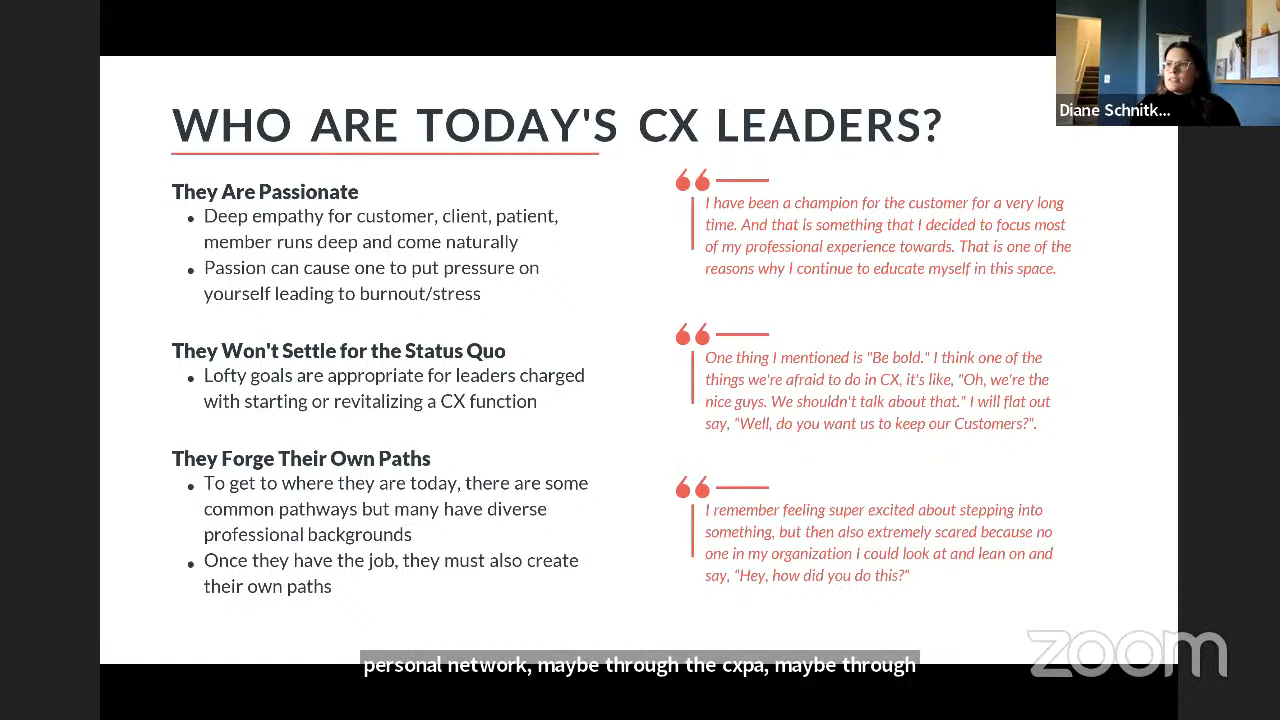 WHO ARE TODAY'S CX LEADERS?
Diane Schnitk...
They Are Passionate
• Deep empathy for customer, client, patient,
member runs deep and come naturally
• Passion can cause one to put pressure on
yourself leading to burnout/stress
They Won't Settle for the Status Quo
• Lofty goals are appropriate for leaders charged
with starting or revitalizing a CX function
They Forge Their Own Paths
• To get to where they are today, there are some
common pathways but many have diverse
professional backgrounds
• Once they have the job, they must also create
their own paths
I have been a champion for the customer for a very long
time. And that is something that I decided to focus most
of my professional experience towards. That is one of the
reasons why I continue to educate myself in this space.
One thing I mentioned is "Be bold." I think one of the
things we're afraid to do in CX, it's like, "Oh, we're the
nice guys. We shouldn't talk about that." I will flat out
say, "Well, do you want us to keep our Customers?".
I remember feeling super excited about stepping into
something, but then also extremely scared because no
one in my organization I could look at and lean on and
say, "Hey, how did you do this?"
zoom
personal network, maybe through the cxpa, maybe through